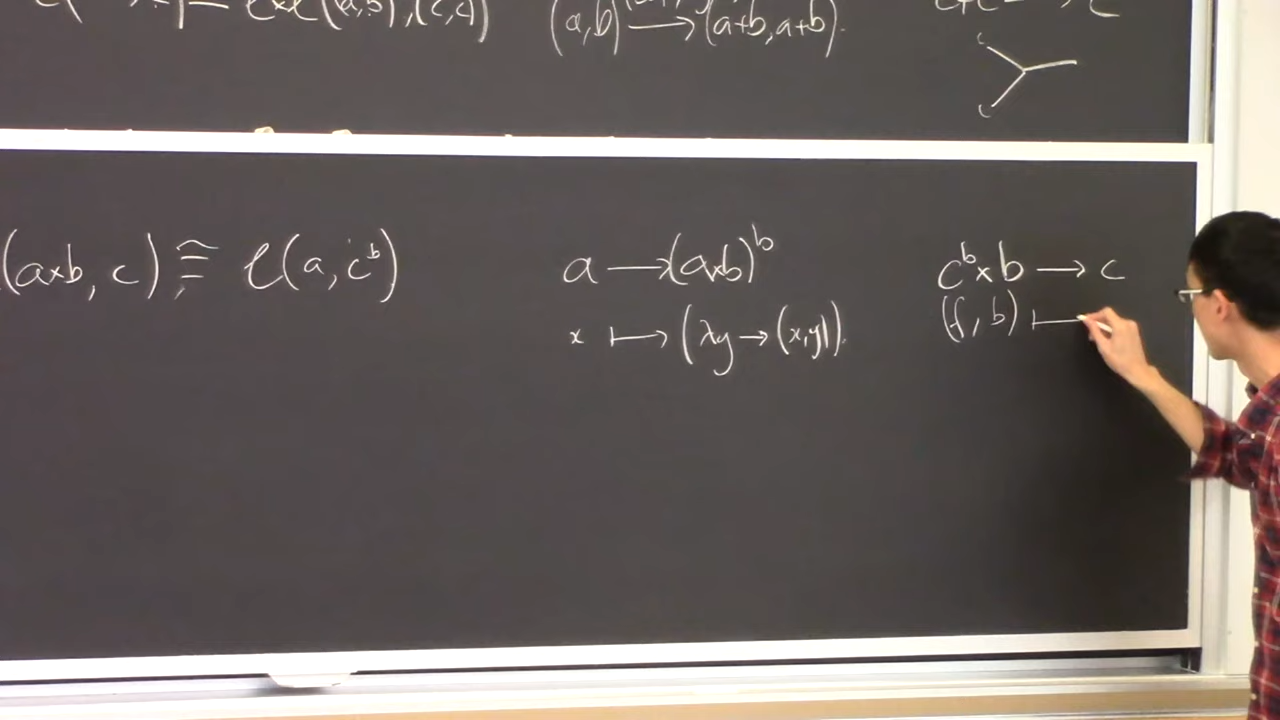 (a,b), (c,d)
(a,b) ⟶ (a+b, a+b).
c
c
(a×b, c) ≅ 𝒞(a, c^b)
a ⟶ (a×b)^b
x ⟼ (λy → (x,y)).
c^b × b ⟶ c
(f, b) ⟼